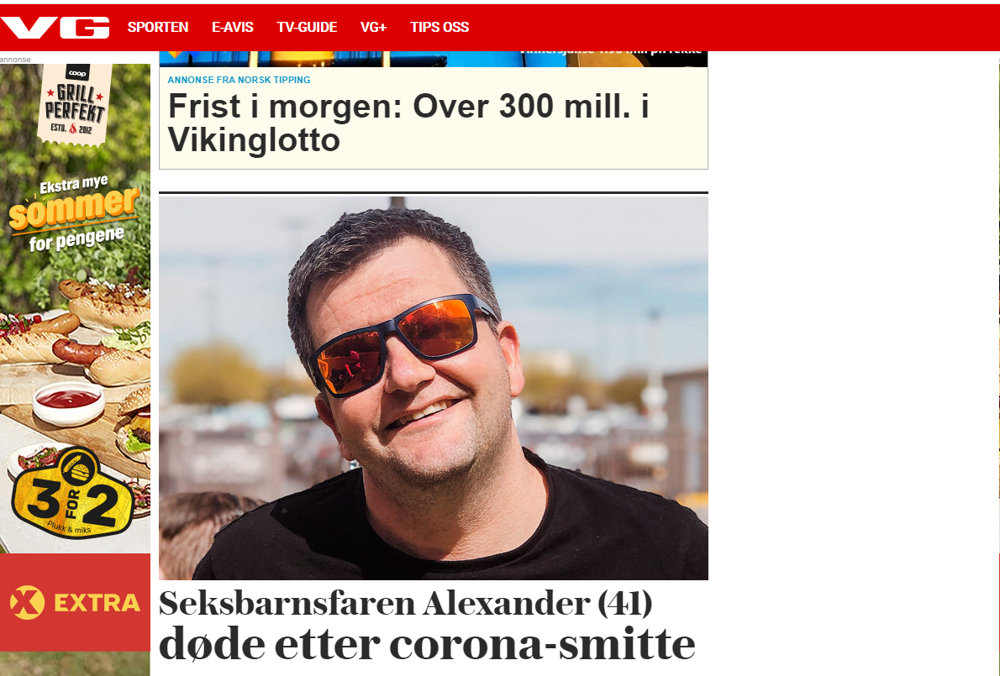 VG SPORTEN E-AVIS TV-GUIDE VG+ TIPS OSS
annonse
coop
GRILL
PERFEKT
ESTD. 2012
Ekstra mye
sommer
for pengene
3 FOR 2
Plukk & miks
X EXTRA
ANNONSE FRA NORSK TIPPING
Frist i morgen: Over 300 mill. i
Vikinglotto
Seksbarnsfaren Alexander (41)
døde etter corona-smitte